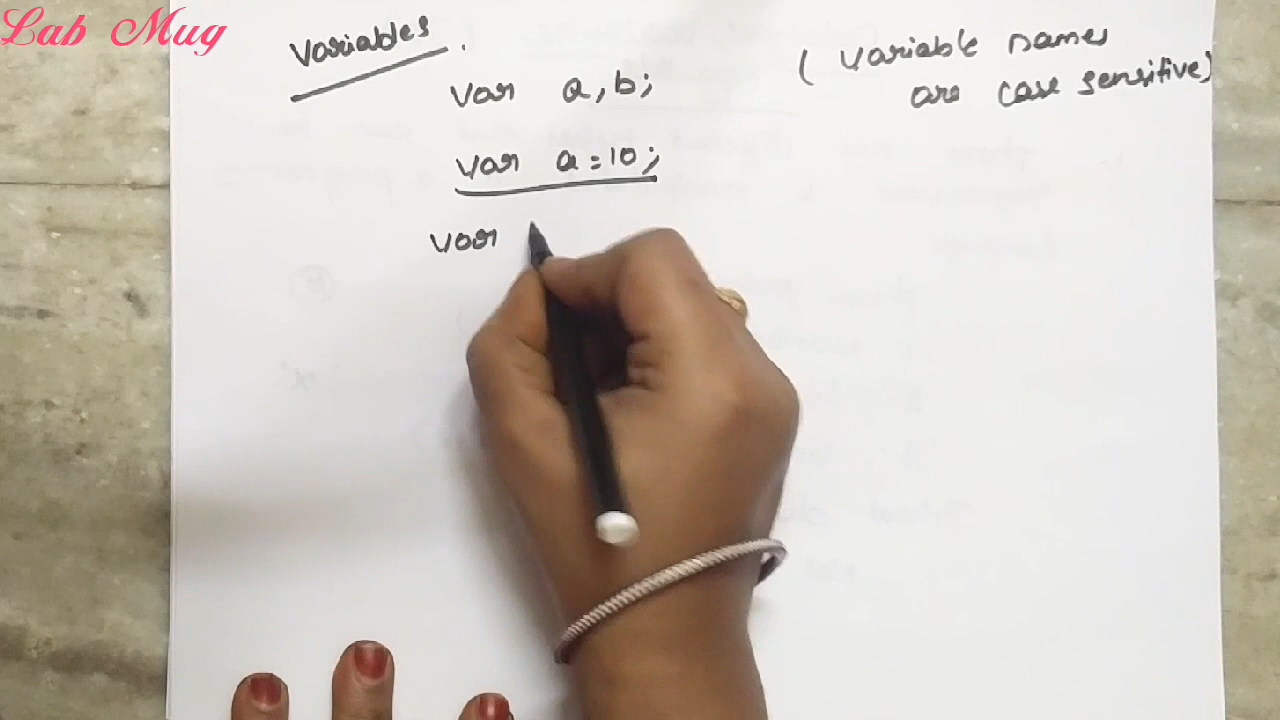 Lab Mug
Variables.
var a,b;
(variable names
are case sensitive)
var a=10;
var